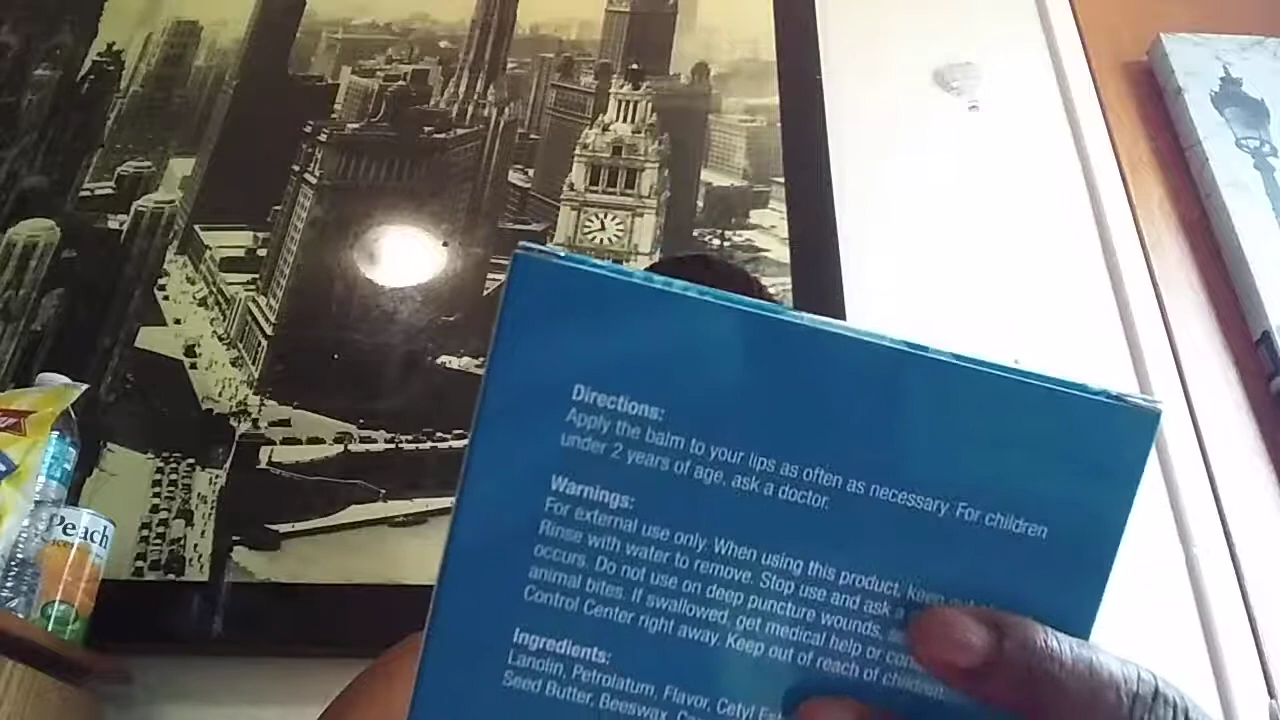 Directions:
Apply the balm to your lips as often as necessary. For children
under 2 years of age, ask a doctor.
Warnings:
For external use only. When using this product, keep
Rinse with water to remove. Stop use and ask a
occurs. Do not use on deep puncture wounds,
animal bites. If swallowed, get medical help or
Control Center right away. Keep out of reach of children.
Ingredients:
Lanolin, Petrolatum, Flavor, Cetyl
Seed Butter, Beeswax,
Peach